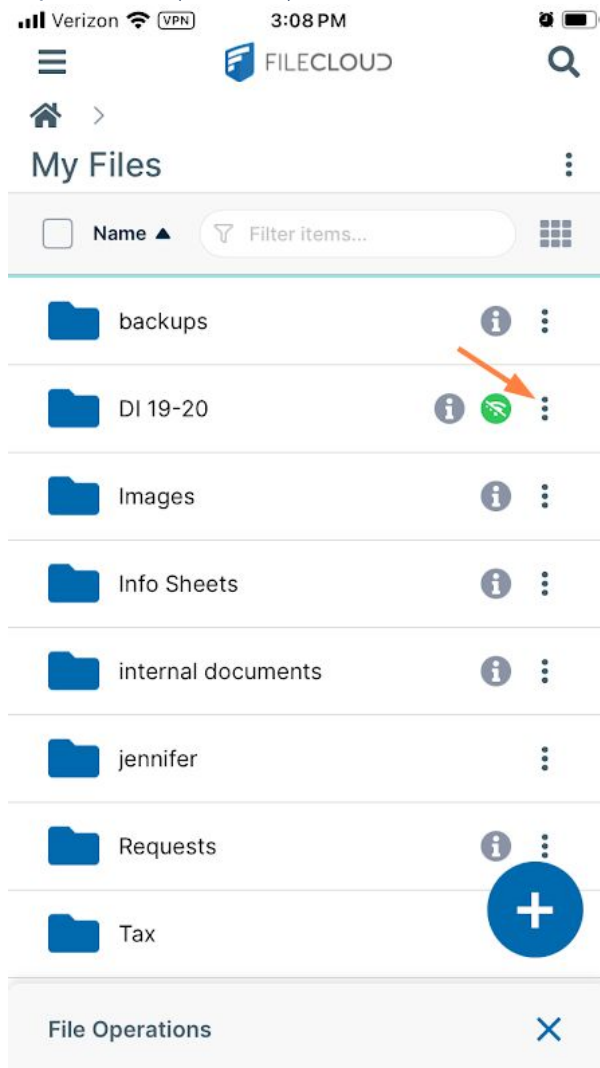 Verizon VPN 3:08 PM
FILECLOUD
My Files
Name Filter items...
backups
DI 19-20
Images
Info Sheets
internal documents
jennifer
Requests
Tax
File Operations